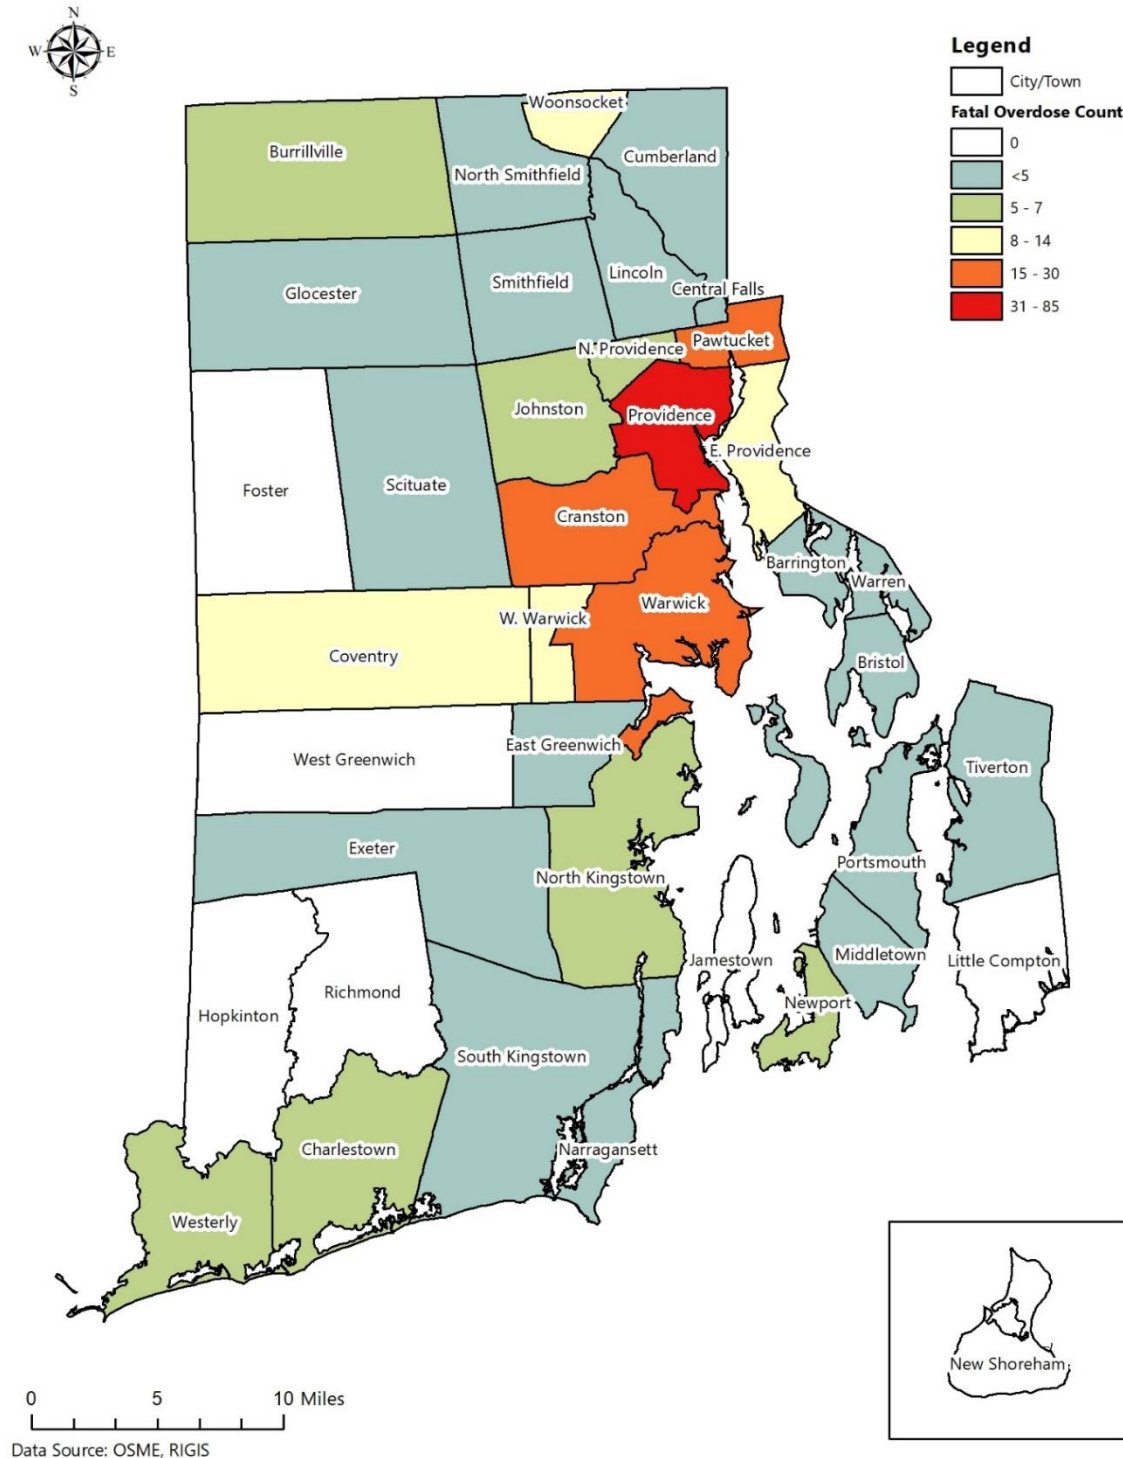 N
W E
S
Legend
City/Town
Fatal Overdose Count
0
<5
5 - 7
8 - 14
15 - 30
31 - 85
Woonsocket
Burrillville
Cumberland
North Smithfield
Lincoln
Smithfield
Central Falls
Glocester
Pawtucket
N. Providence
Johnston
Providence
E. Providence
Scituate
Foster
Cranston
Barrington
Warren
Warwick
W. Warwick
Coventry
Bristol
East Greenwich
West Greenwich
Tiverton
Exeter
Portsmouth
North Kingstown
Middletown
Jamestown
Little Compton
Richmond
Newport
Hopkinton
South Kingstown
Charlestown
Narragansett
Westerly
New Shoreham
0 5 10 Miles
Data Source: OSME, RIGIS